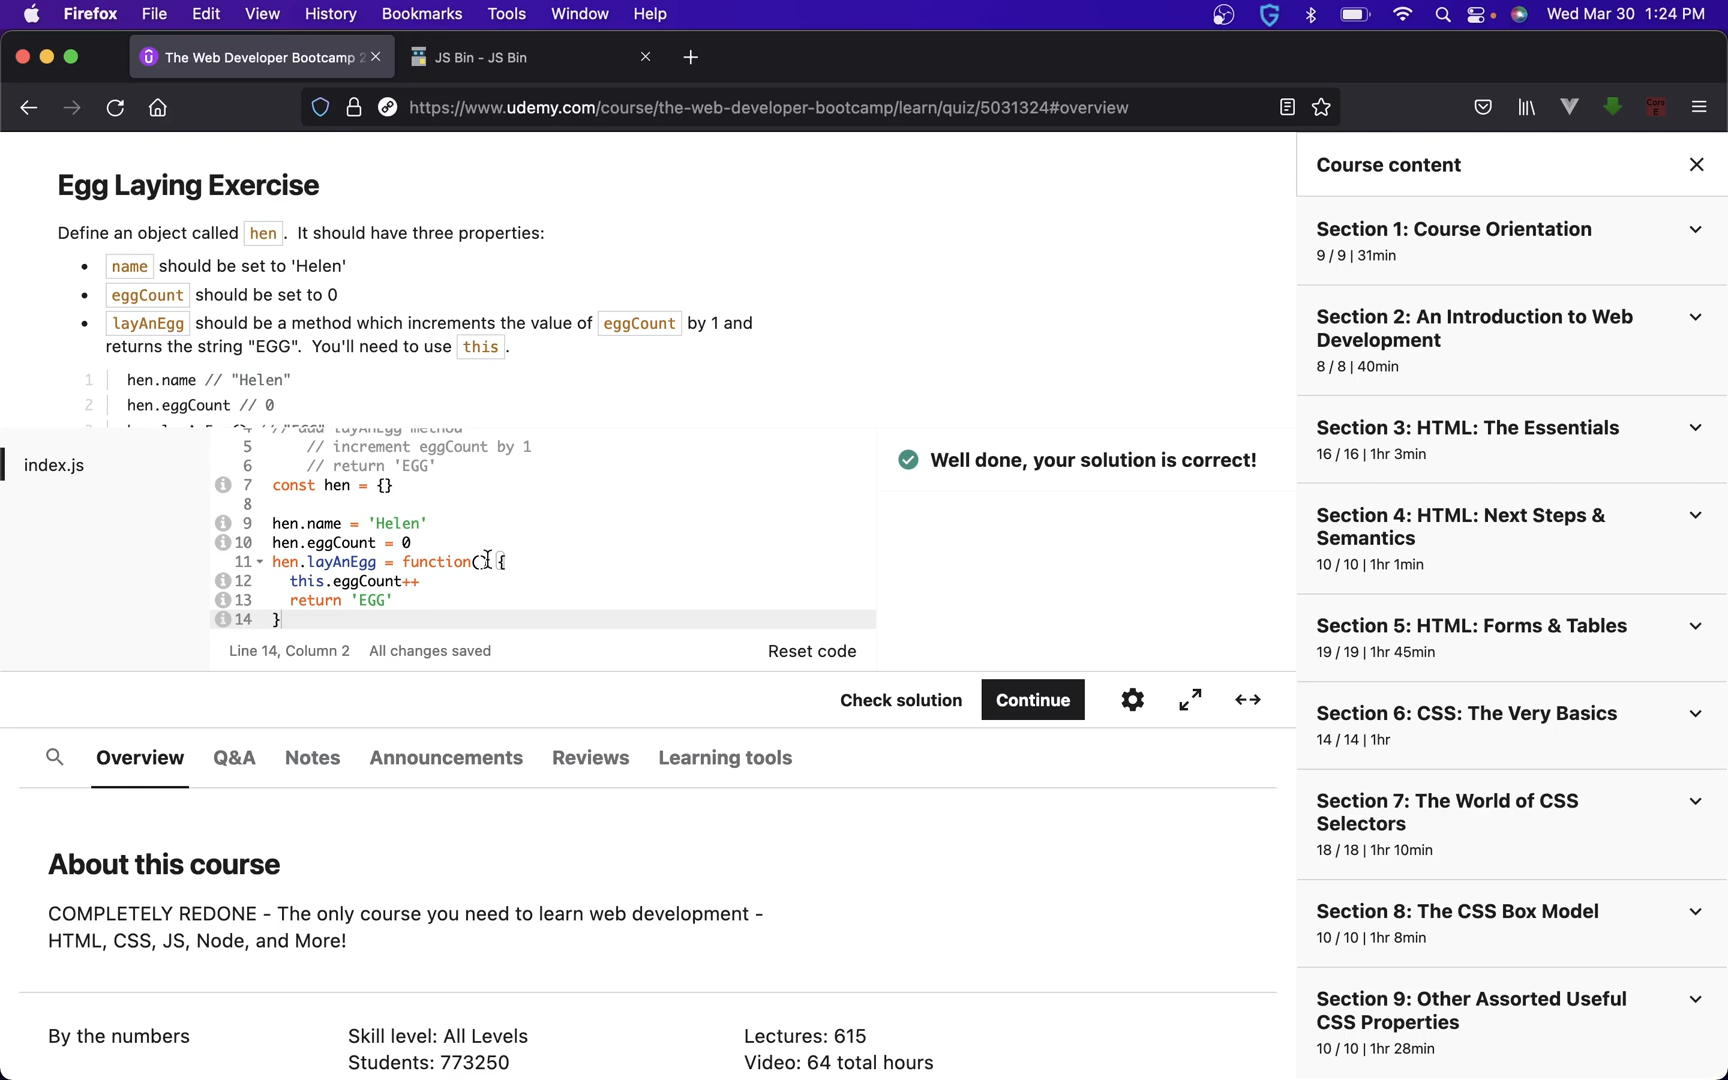 Firefox File Edit View History Bookmarks Tools Window Help Wed Mar 30 1:24 PM
The Web Developer Bootcamp 2 JS Bin - JS Bin
https://www.udemy.com/course/the-web-developer-bootcamp/learn/quiz/5031324#overview
Egg Laying Exercise
Define an object called hen. It should have three properties:
• name should be set to 'Helen'
• eggCount should be set to 0
• layAnEgg should be a method which increments the value of eggCount by 1 and
returns the string "EGG". You'll need to use this.
1 hen.name // "Helen"
2 hen.eggCount // 0
index.js
5 // increment eggCount by 1
6 // return 'EGG'
7 const hen = {}
8
9 hen.name = 'Helen'
10 hen.eggCount = 0
11 hen.layAnEgg = function() {
12 this.eggCount++
13 return 'EGG'
14 }
Line 14, Column 2 All changes saved Reset code
Well done, your solution is correct!
Check solution Continue
Overview Q&A Notes Announcements Reviews Learning tools
About this course
COMPLETELY REDONE - The only course you need to learn web development -
HTML, CSS, JS, Node, and More!
By the numbers Skill level: All Levels Lectures: 615
Students: 773250 Video: 64 total hours
Course content
Section 1: Course Orientation
9 / 9 | 31min
Section 2: An Introduction to Web
Development
8 / 8 | 40min
Section 3: HTML: The Essentials
16 / 16 | 1hr 3min
Section 4: HTML: Next Steps &
Semantics
10 / 10 | 1hr 1min
Section 5: HTML: Forms & Tables
19 / 19 | 1hr 45min
Section 6: CSS: The Very Basics
14 / 14 | 1hr
Section 7: The World of CSS
Selectors
18 / 18 | 1hr 10min
Section 8: The CSS Box Model
10 / 10 | 1hr 8min
Section 9: Other Assorted Useful
CSS Properties
10 / 10 | 1hr 28min